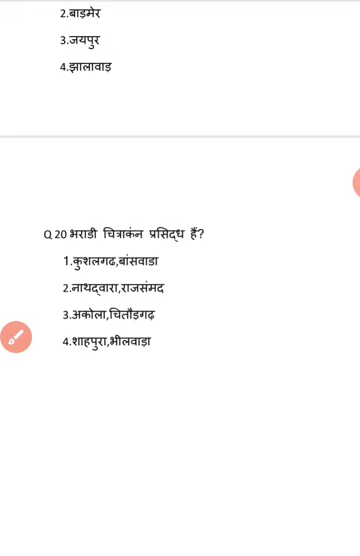 2.बाड़मेर
3.जयपुर
4.झालावाड़
Q 20 भराडी चित्राकंन प्रसिद्ध हैं?
1.कुशलगढ,बांसवाडा
2.नाथद्वारा,राजसंमद
3.अकोला,चितौड़गढ़
4.शाहपुरा,भीलवाड़ा